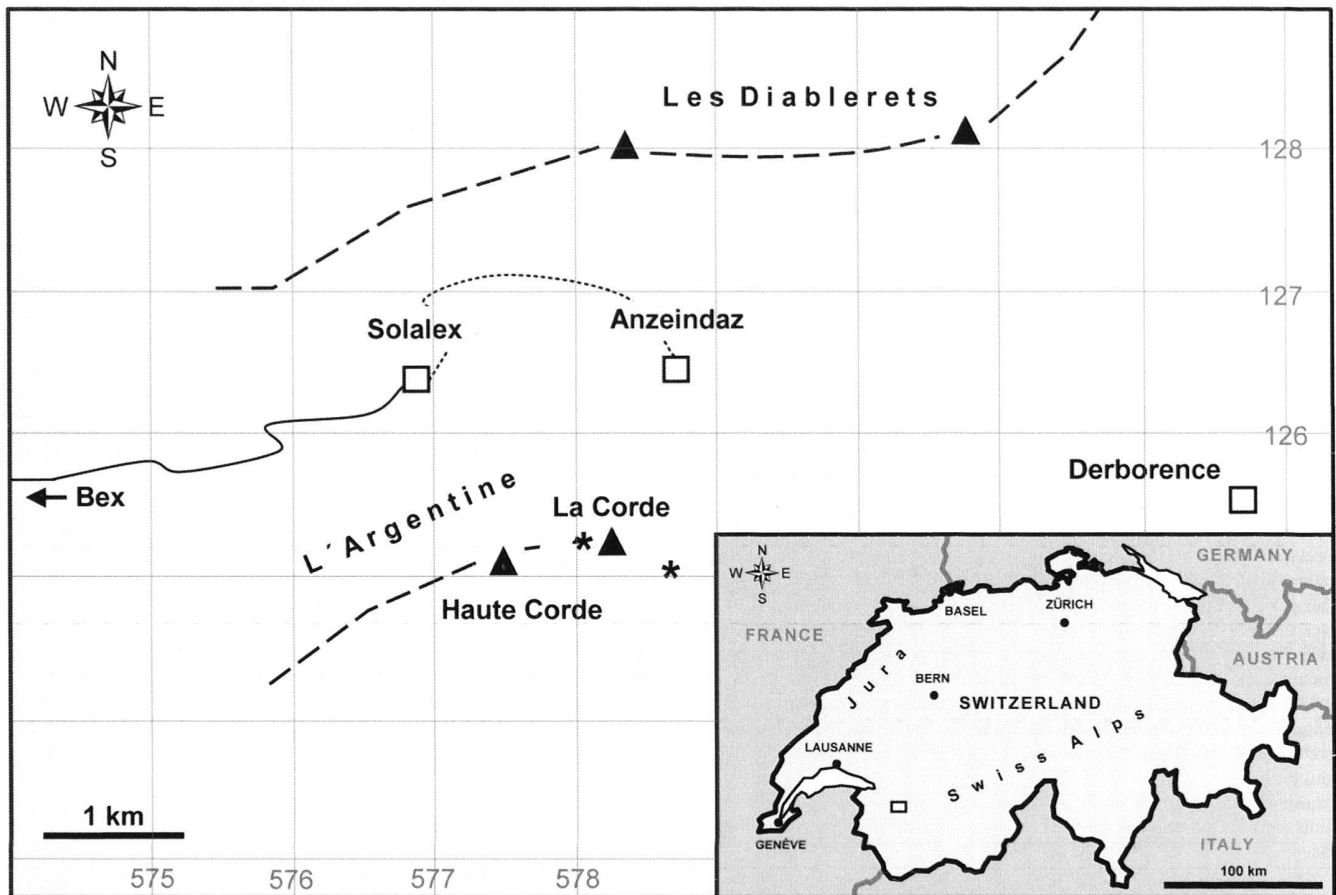 N
W E
S
Les Diablerets
128
127
Solalex
Anzeindaz
126
Derborence
← Bex
L´Argentine
La Corde
*
*
Haute Corde
1 km
575 576 577 578
N
W E
S
GERMANY
BASEL
ZÜRICH
FRANCE
AUSTRIA
Jura
BERN
SWITZERLAND
Swiss Alps
LAUSANNE
GENÈVE
ITALY
100 km